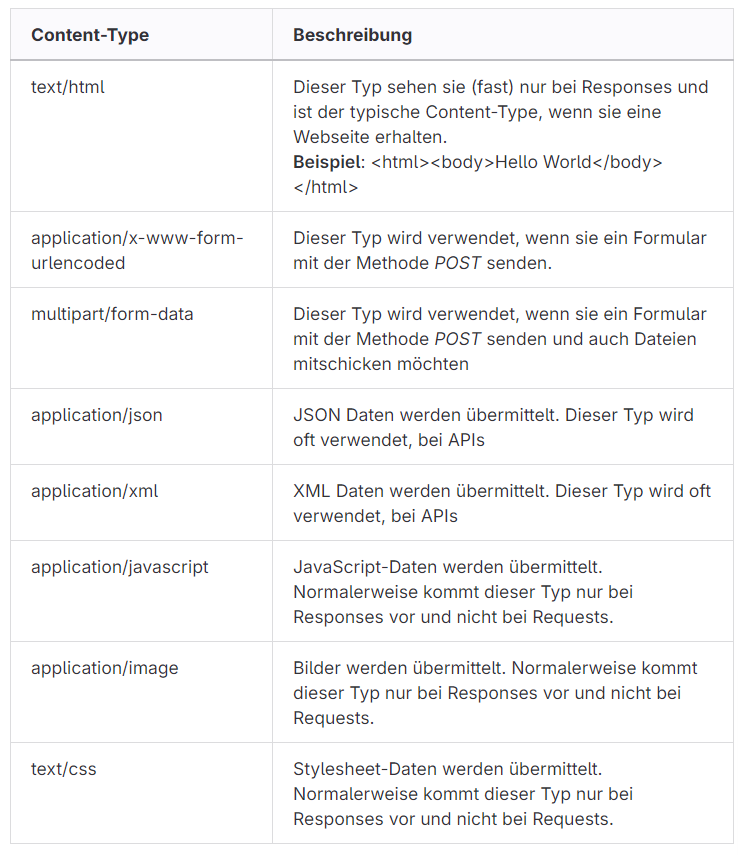 Content-Type
Beschreibung
text/html
Dieser Typ sehen sie (fast) nur bei Responses und
ist der typische Content-Type, wenn sie eine
Webseite erhalten.
Beispiel: <html><body>Hello World</body>
</html>
application/x-www-form-
urlencoded
Dieser Typ wird verwendet, wenn sie ein Formular
mit der Methode POST senden.
multipart/form-data
Dieser Typ wird verwendet, wenn sie ein Formular
mit der Methode POST senden und auch Dateien
mitschicken möchten
application/json
JSON Daten werden übermittelt. Dieser Typ wird
oft verwendet, bei APIs
application/xml
XML Daten werden übermittelt. Dieser Typ wird oft
verwendet, bei APIs
application/javascript
JavaScript-Daten werden übermittelt.
Normalerweise kommt dieser Typ nur bei
Responses vor und nicht bei Requests.
application/image
Bilder werden übermittelt. Normalerweise kommt
dieser Typ nur bei Responses vor und nicht bei
Requests.
text/css
Stylesheet-Daten werden übermittelt.
Normalerweise kommt dieser Typ nur bei
Responses vor und nicht bei Requests.